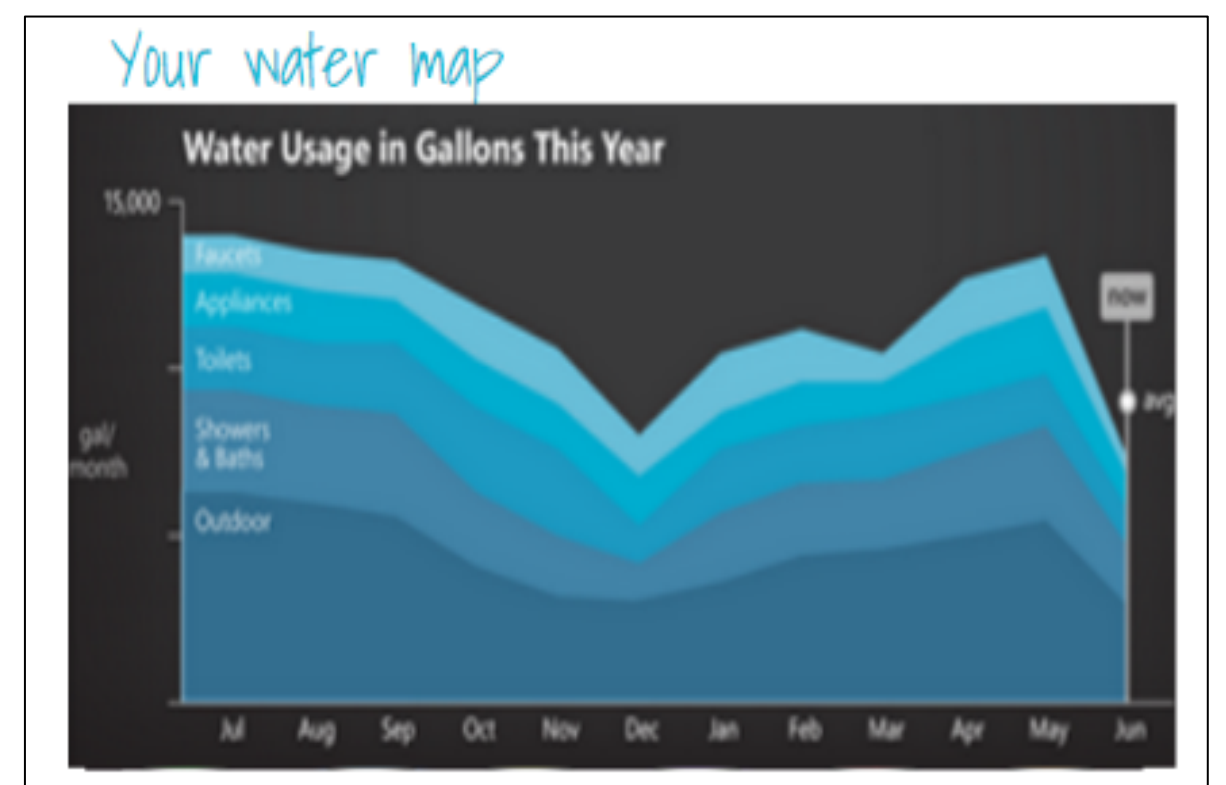 Your water map
Water Usage in Gallons This Year
15,000
Faucets
Appliances
now
Toilets
avg
gal/
month
Showers
& Baths
Outdoor
Jul Aug Sep Oct Nov Dec Jan Feb Mar Apr May Jun